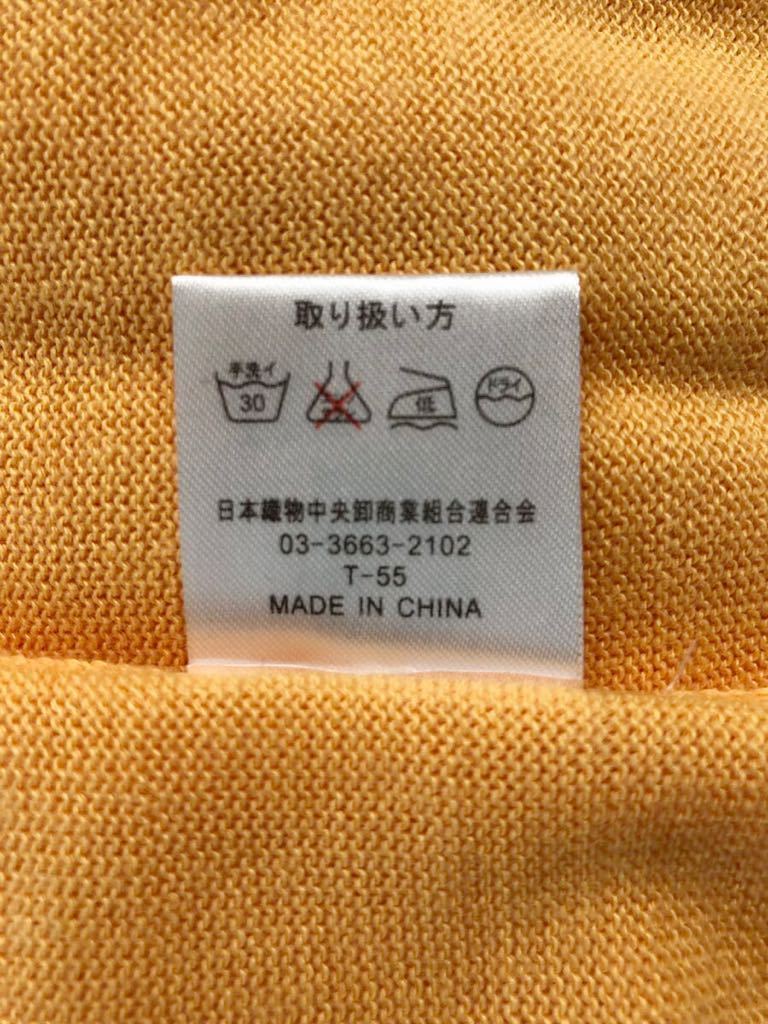 取り扱い方
手洗イ 低 ドライ
30
日本織物中央卸商業組合連合会
03-3663-2102
T-55
MADE IN CHINA